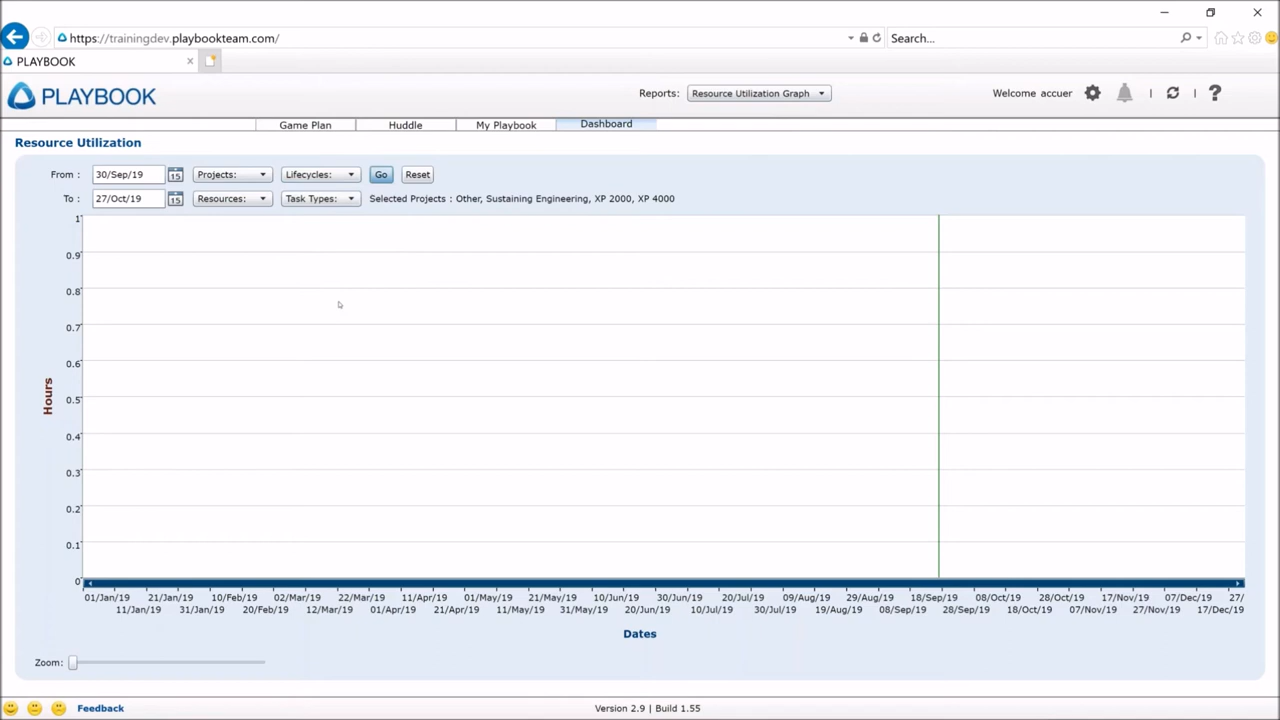 https://trainingdev.playbookteam.com/
Search...
PLAYBOOK
PLAYBOOK
Reports: Resource Utilization Graph
Welcome accuer | | ?
Game Plan Huddle My Playbook Dashboard
Resource Utilization
From : 30/Sep/19 15 Projects: Lifecycles: Go Reset
To : 27/Oct/19 15 Resources: Task Types: Selected Projects : Other, Sustaining Engineering, XP 2000, XP 4000
1
0.9
0.8
0.7
0.6
0.5
0.4
0.3
0.2
0.1
0
Hours
01/Jan/19 21/Jan/19 10/Feb/19 02/Mar/19 22/Mar/19 11/Apr/19 01/May/19 21/May/19 10/Jun/19 30/Jun/19 20/Jul/19 09/Aug/19 29/Aug/19 18/Sep/19 08/Oct/19 28/Oct/19 17/Nov/19 07/Dec/19 27/
11/Jan/19 31/Jan/19 20/Feb/19 12/Mar/19 01/Apr/19 21/Apr/19 11/May/19 31/May/19 20/Jun/19 10/Jul/19 30/Jul/19 19/Aug/19 08/Sep/19 28/Sep/19 18/Oct/19 07/Nov/19 27/Nov/19 17/Dec/19
Dates
Zoom:
Feedback
Version 2.9 | Build 1.55